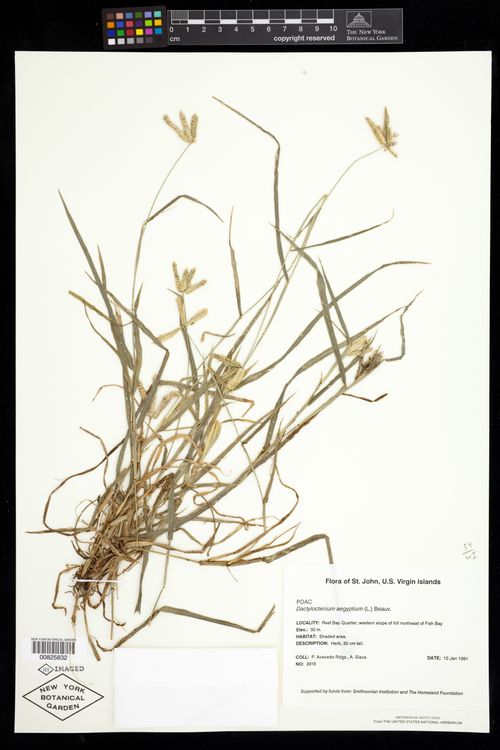 0 1 2 3 4 5 6 7 8 9 10
cm
copyright reserved
THE NEW YORK
BOTANICAL GARDEN
54
W
Flora of St. John, U.S. Virgin Islands
POAC
Dactyloctenium aegyptium (L.) Beauv.
LOCALITY: Reef Bay Quarter; western slope of hill northeast of Fish Bay
Elev.: 30 m.
HABITAT: Shaded area.
DESCRIPTION: Herb, 30 cm tall.
COLL: P. Acevedo Rdgz., A. Siaca
DATE: 10 Jan 1991
NO: 3916
Supported by funds from: Smithsonian Institution and The Homeland Foundation
SMITHSONIAN INSTITUTION
FROM THE UNITED STATES NATIONAL HERBARIUM
NEW YORK BOTANICAL GARDEN
00825832
NY IMAGED
NEW YORK
BOTANICAL
GARDEN